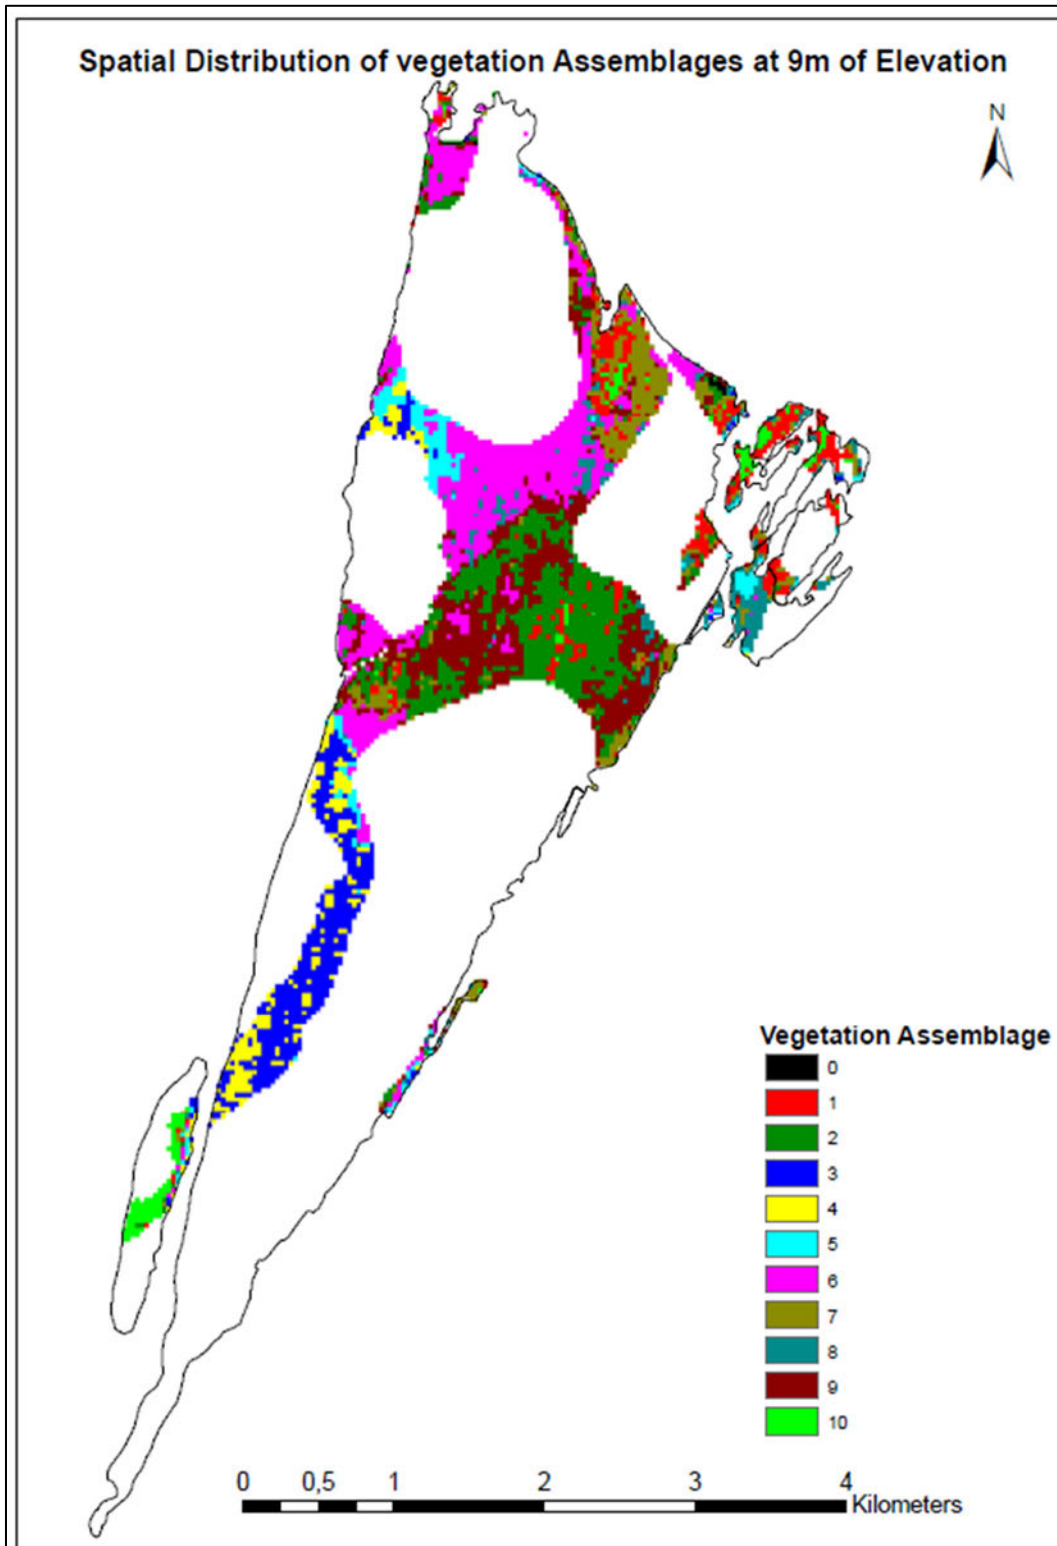 Spatial Distribution of vegetation Assemblages at 9m of Elevation
N
Vegetation Assemblage
0
1
2
3
4
5
6
7
8
9
10
0 0,5 1 2 3 4
Kilometers